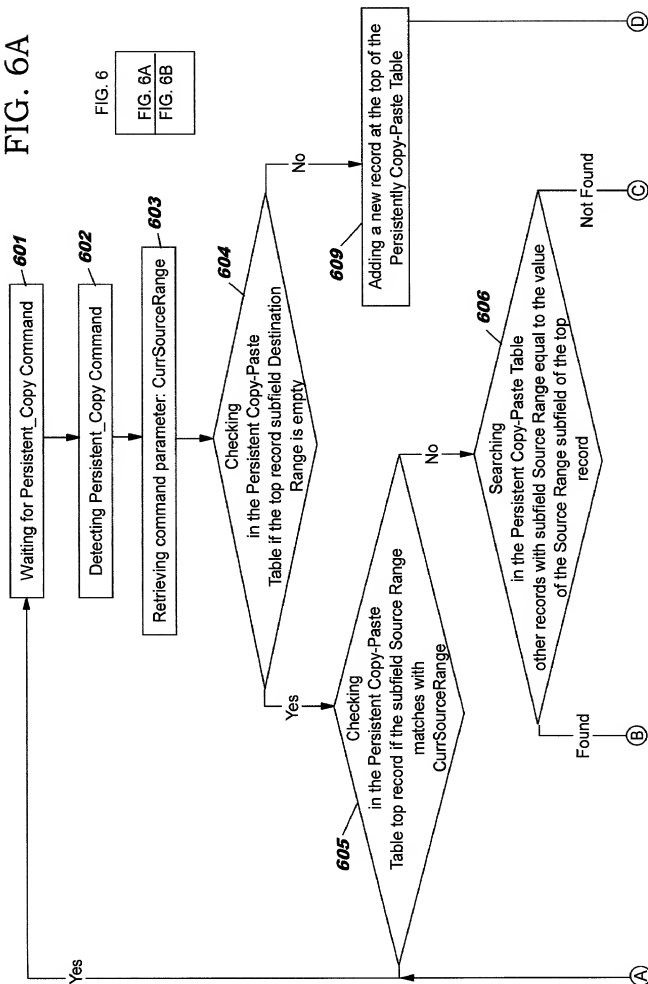 FIG. 6A
FIG. 6
FIG. 6A
FIG. 6B
601
Waiting for Persistent_Copy Command
602
Detecting Persistent_Copy Command
603
Retrieving command parameter: CurrSourceRange
604
Checking
in the Persistent Copy-Paste
Table if the top record subfield Destination
Range is empty
Yes
No
609
Adding a new record at the top of the
Persistently Copy-Paste Table
605
Checking
in the Persistent Copy-Paste
Table top record if the subfield Source Range
matches with
CurrSourceRange
Yes
No
606
Searching
in the Persistent Copy-Paste Table
other records with subfield Source Range equal to the value
of the Source Range subfield of the top
record
Found
Not Found
A
B
C
D